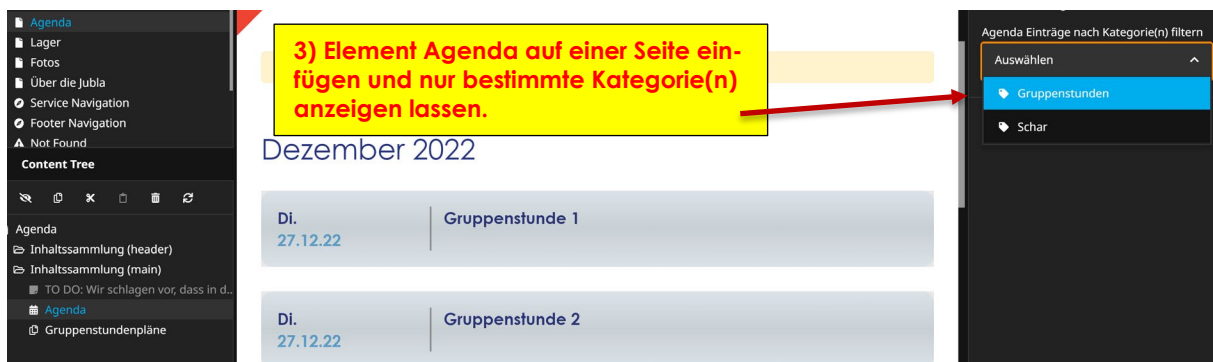 Agenda
Lager
Fotos
Über die Jubla
Service Navigation
Footer Navigation
Not Found
Content Tree
Agenda
Inhaltssammlung (header)
Inhaltssammlung (main)
TO DO: Wir schlagen vor, dass in d..
Agenda
Gruppenstundenpläne
3) Element Agenda auf einer Seite ein-
fügen und nur bestimmte Kategorie(n)
anzeigen lassen.
Dezember 2022
Di.
27.12.22
Gruppenstunde 1
Di.
27.12.22
Gruppenstunde 2
Agenda Einträge nach Kategorie(n) filtern
Auswählen
Gruppenstunden
Schar